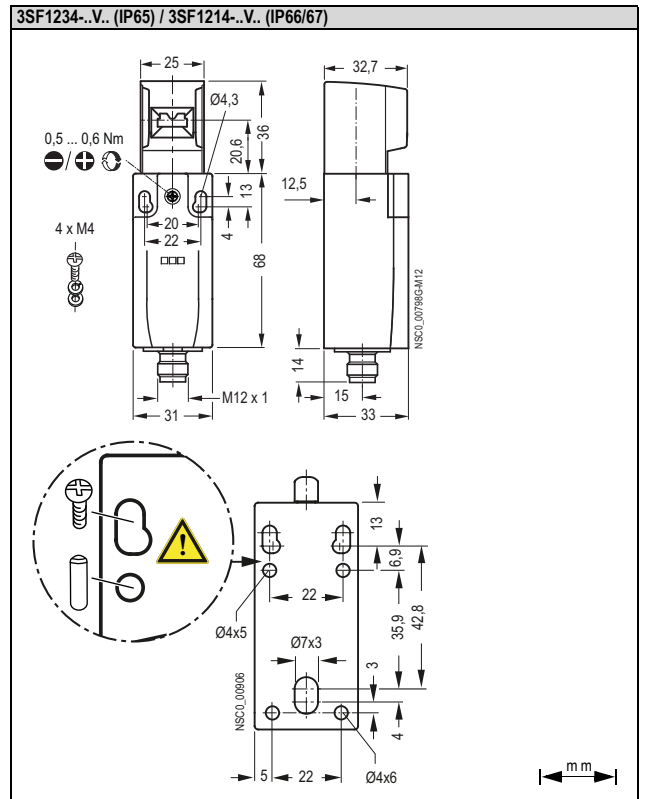 3SF1234-..V.. (IP65) / 3SF1214-..V.. (IP66/67)
25
32,7
Ø4,3
0,5 ... 0,6 Nm
20,6
36
12,5
13
4 x M4
20
22
4
68
NSC0_00798G-M12
14
M12 x 1
15
31
33
13
6,9
22
Ø4x5
35,9
42,8
Ø7x3
3
NSC0_00906
4
5
22
Ø4x6
mm